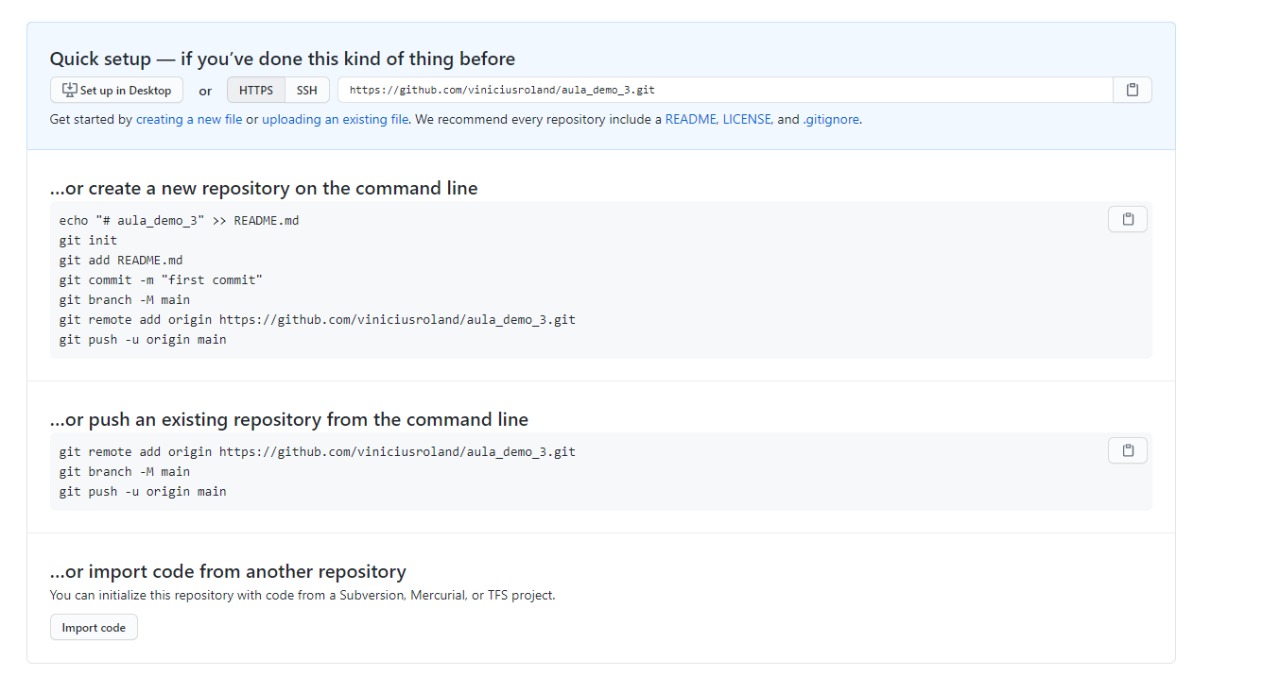 Quick setup — if you've done this kind of thing before
Set up in Desktop or HTTPS SSH https://github.com/viniciusroland/aula_demo_3.git
Get started by creating a new file or uploading an existing file. We recommend every repository include a README, LICENSE, and .gitignore.
...or create a new repository on the command line
echo "# aula_demo_3" >> README.md
git init
git add README.md
git commit -m "first commit"
git branch -M main
git remote add origin https://github.com/viniciusroland/aula_demo_3.git
git push -u origin main
...or push an existing repository from the command line
git remote add origin https://github.com/viniciusroland/aula_demo_3.git
git branch -M main
git push -u origin main
...or import code from another repository
You can initialize this repository with code from a Subversion, Mercurial, or TFS project.
Import code